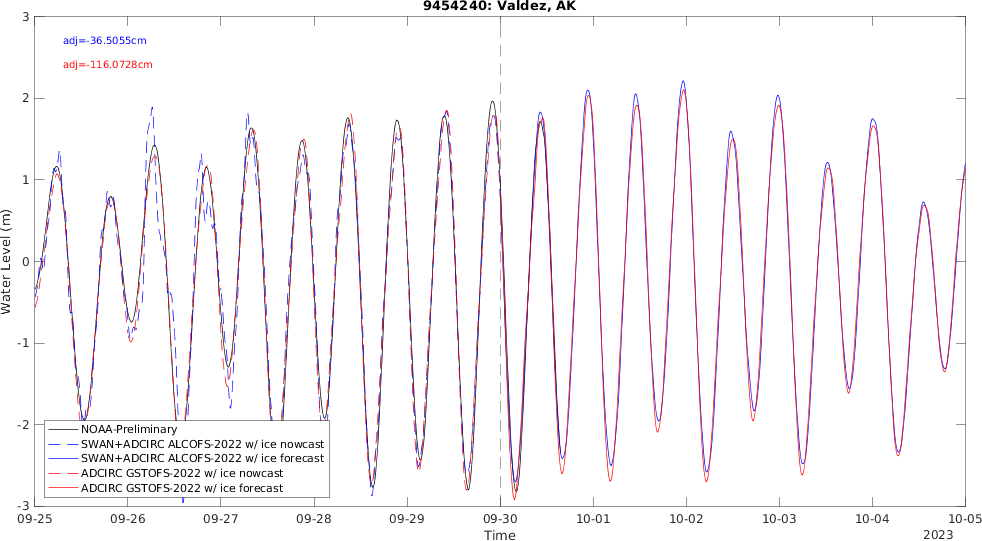 9454240: Valdez, AK
adj=-36.5055cm
adj=-116.0728cm
Water Level (m)
3
2
1
0
-1
-2
-3
NOAA-Preliminary
SWAN+ADCIRC ALCOFS-2022 w/ ice nowcast
SWAN+ADCIRC ALCOFS-2022 w/ ice forecast
ADCIRC GSTOFS-2022 w/ ice nowcast
ADCIRC GSTOFS-2022 w/ ice forecast
09-25 09-26 09-27 09-28 09-29 09-30 10-01 10-02 10-03 10-04 10-05
Time
2023